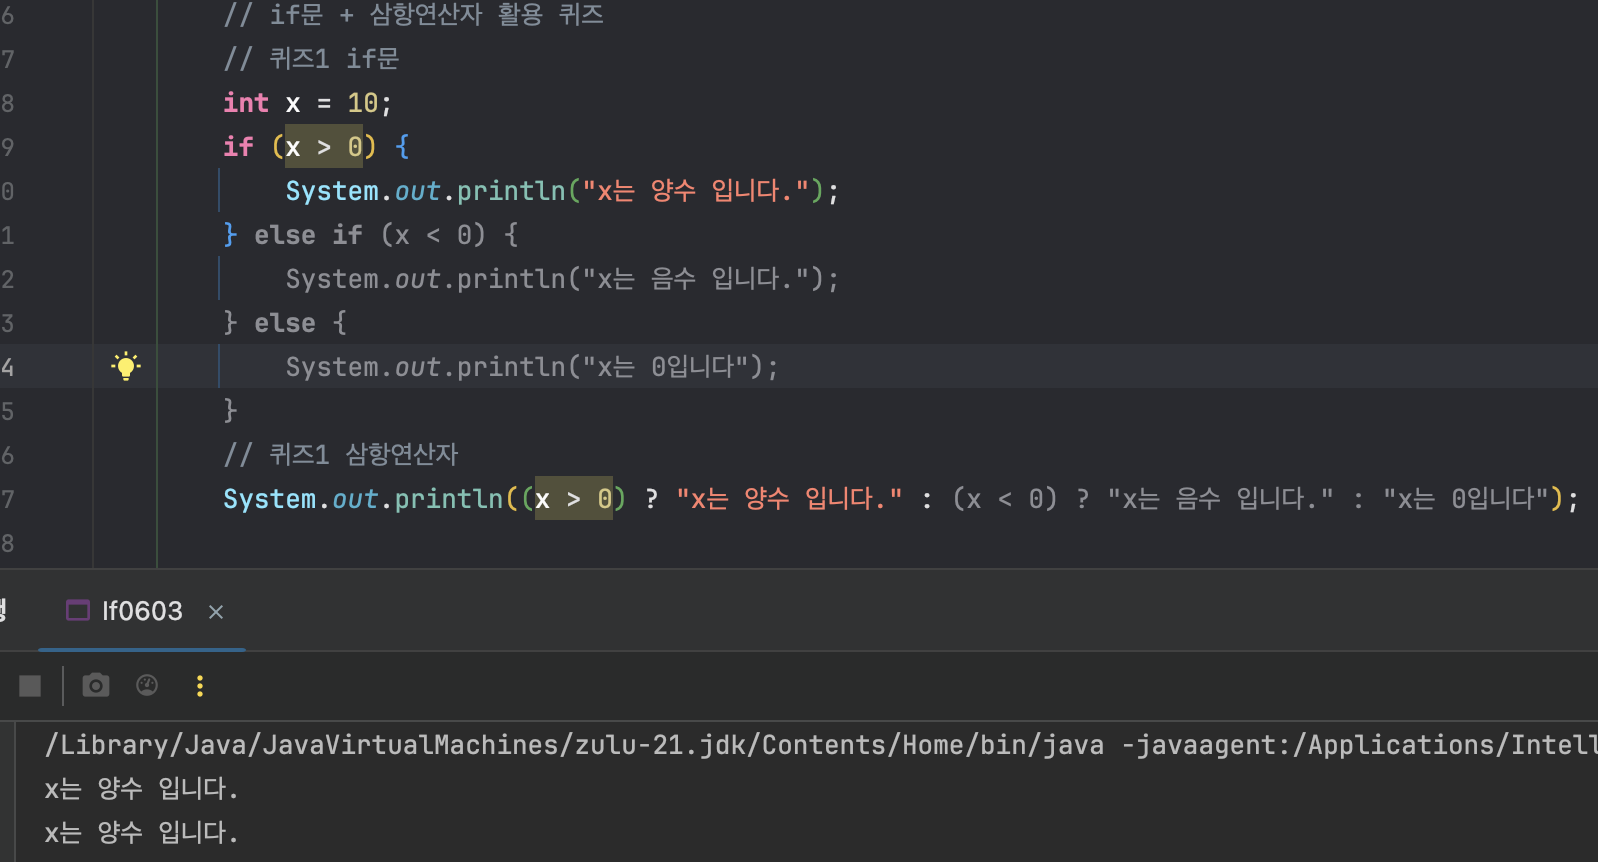 6 // if문 + 삼항연산자 활용 퀴즈
7 // 퀴즈1 if문
8 int x = 10;
9 if (x > 0) {
0 System.out.println("x는 양수 입니다.");
1 } else if (x < 0) {
2 System.out.println("x는 음수 입니다.");
3 } else {
4 System.out.println("x는 0입니다");
5 }
6 // 퀴즈1 삼항연산자
7 System.out.println((x > 0) ? "x는 양수 입니다." : (x < 0) ? "x는 음수 입니다." : "x는 0입니다");
8
If0603
/Library/Java/JavaVirtualMachines/zulu-21.jdk/Contents/Home/bin/java -javaagent:/Applications/Intell
x는 양수 입니다.
x는 양수 입니다.